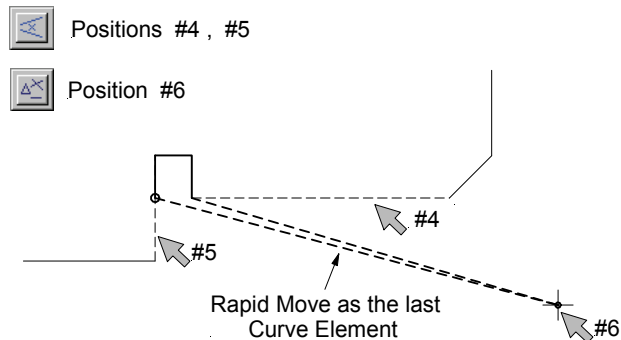 Positions #4 , #5
Position #6
#4
#5
Rapid Move as the last
Curve Element
#6